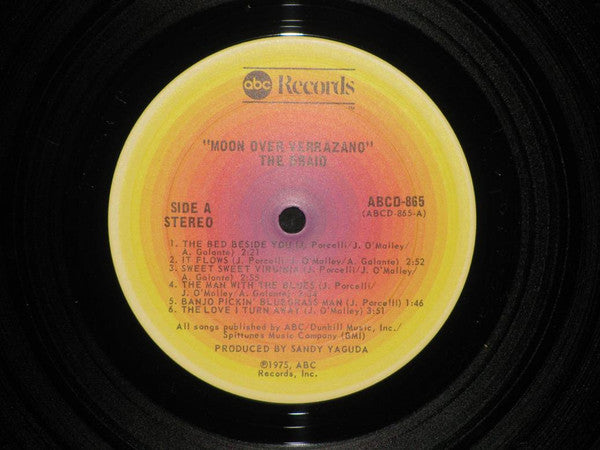 abc Records
"MOON OVER VERRAZANO"
THE BRAID
SIDE A
STEREO
ABCD-865
(ABCD-865-A)
1. THE BED BESIDE YOU (J. Porcelli/J. O'Malley/
A. Galante) 2:21
2. IT FLOWS (J. Porcelli/J. O'Malley/A. Galante) 2:52
3. SWEET SWEET VIRGINIA (J. Porcelli/J. O'Malley/
A. Galante) 2:55
4. THE MAN WITH THE BLUES (J. Porcelli/
J. O'Malley/A. Galante)
5. BANJO PICKIN' BLUEGRASS MAN (J. Porcelli) 1:46
6. THE LOVE I TURN AWAY (J. O'Malley) 3:51
All songs published by ABC/Dunhill Music, Inc./
Spittunes Music Company (BMI)
PRODUCED BY SANDY YAGUDA
℗1975, ABC
Records, Inc.